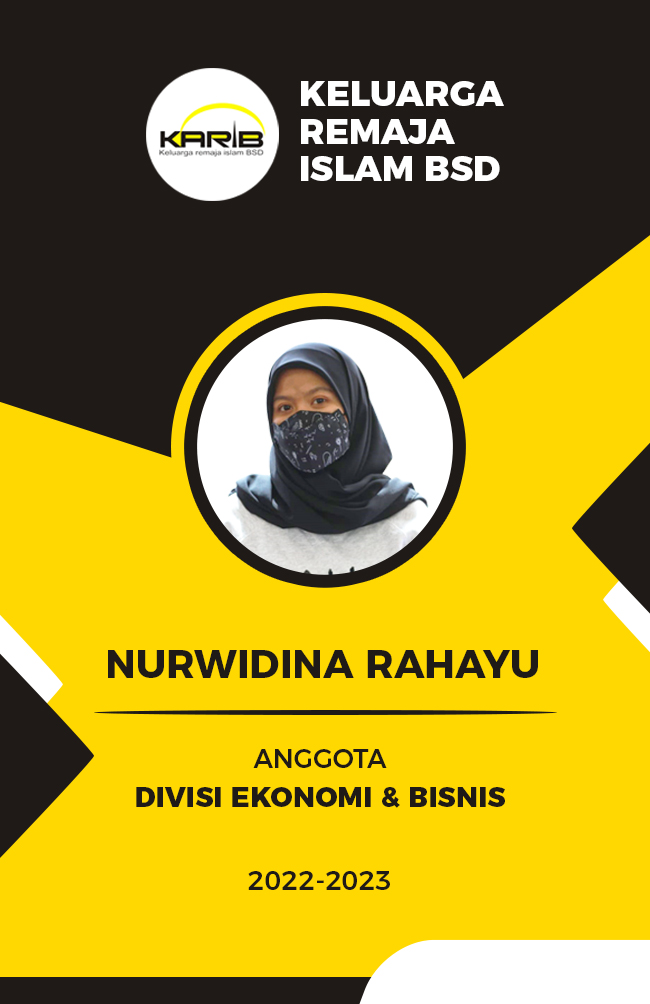 KARIB
Keluarga remaja islam BSD
KELUARGA
REMAJA
ISLAM BSD
NURWIDINA RAHAYU
ANGGOTA
DIVISI EKONOMI & BISNIS
2022-2023